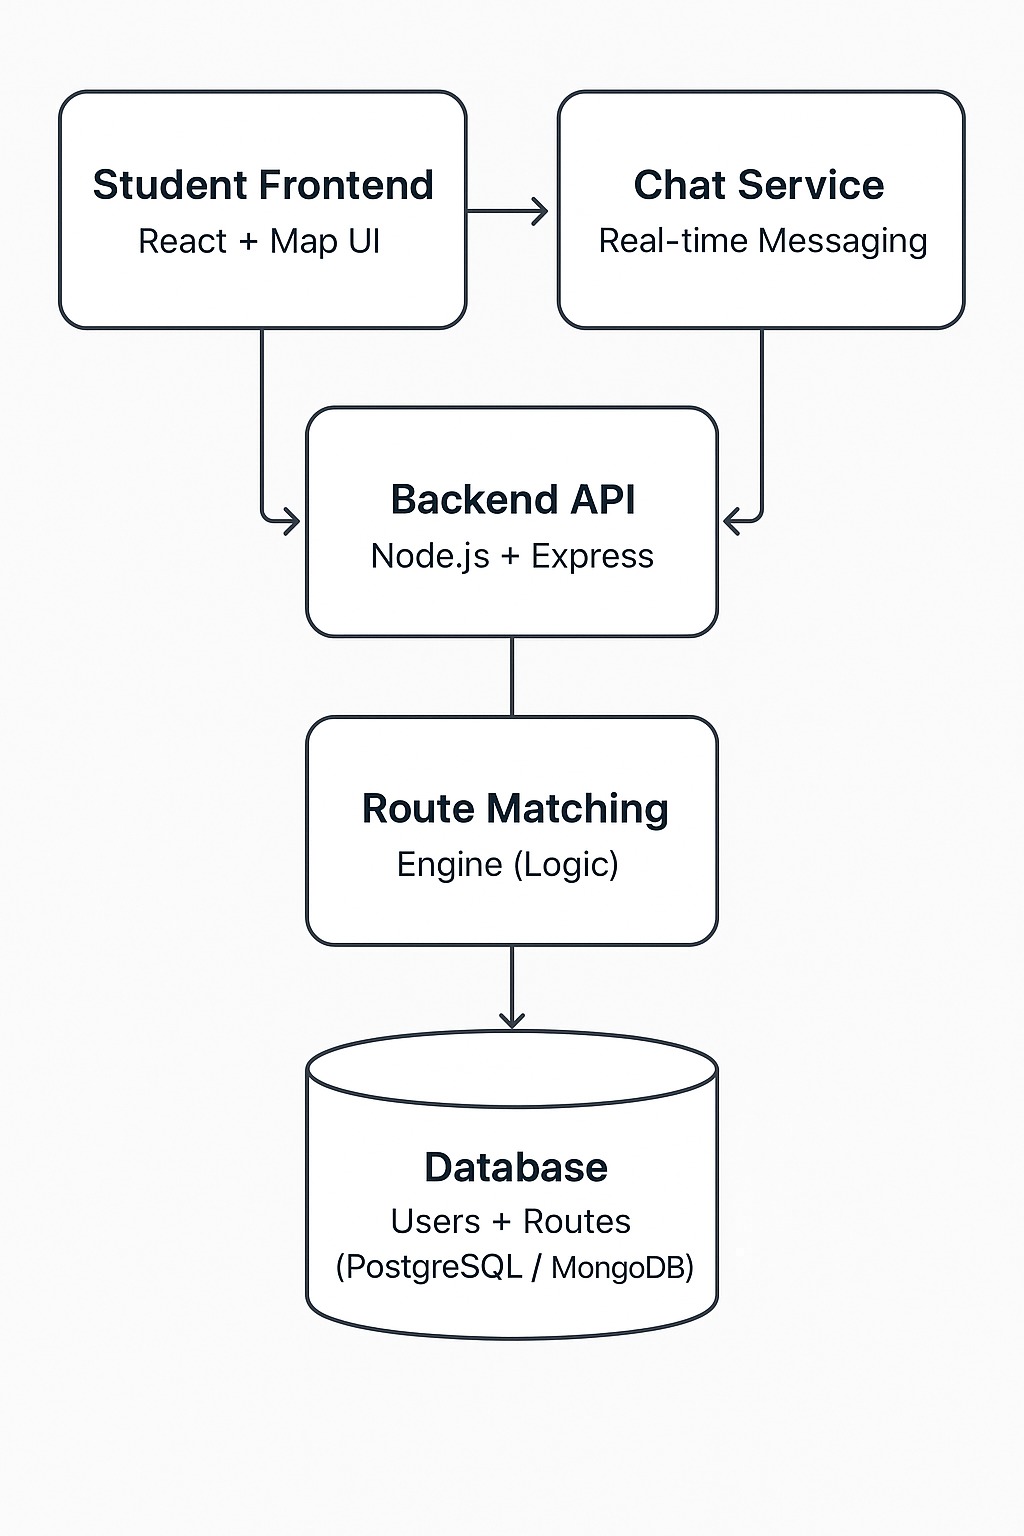 Student Frontend
React + Map UI
Chat Service
Real-time Messaging
Backend API
Node.js + Express
Route Matching
Engine (Logic)
Database
Users + Routes
(PostgreSQL / MongoDB)